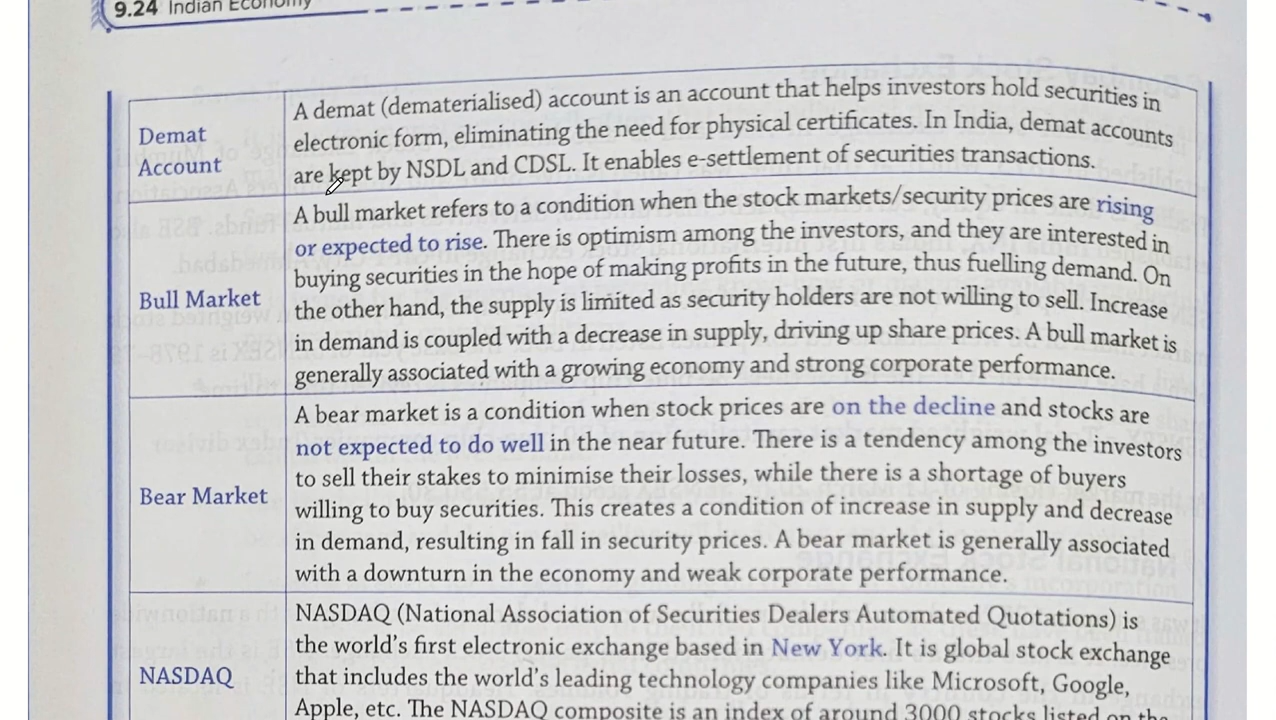 9.24 Indian Economy
Demat
Account
A demat (dematerialised) account is an account that helps investors hold securities in
electronic form, eliminating the need for physical certificates. In India, demat accounts
are kept by NSDL and CDSL. It enables e-settlement of securities transactions.
Bull Market
A bull market refers to a condition when the stock markets/security prices are rising
or expected to rise. There is optimism among the investors, and they are interested in
buying securities in the hope of making profits in the future, thus fuelling demand. On
the other hand, the supply is limited as security holders are not willing to sell. Increase
in demand is coupled with a decrease in supply, driving up share prices. A bull market is
generally associated with a growing economy and strong corporate performance.
Bear Market
A bear market is a condition when stock prices are on the decline and stocks are
not expected to do well in the near future. There is a tendency among the investors
to sell their stakes to minimise their losses, while there is a shortage of buyers
willing to buy securities. This creates a condition of increase in supply and decrease
in demand, resulting in fall in security prices. A bear market is generally associated
with a downturn in the economy and weak corporate performance.
NASDAQ
NASDAQ (National Association of Securities Dealers Automated Quotations) is
the world's first electronic exchange based in New York. It is global stock exchange
that includes the world's leading technology companies like Microsoft, Google,
Apple, etc. The NASDAQ composite is an index of around 3000 stocks listed on the